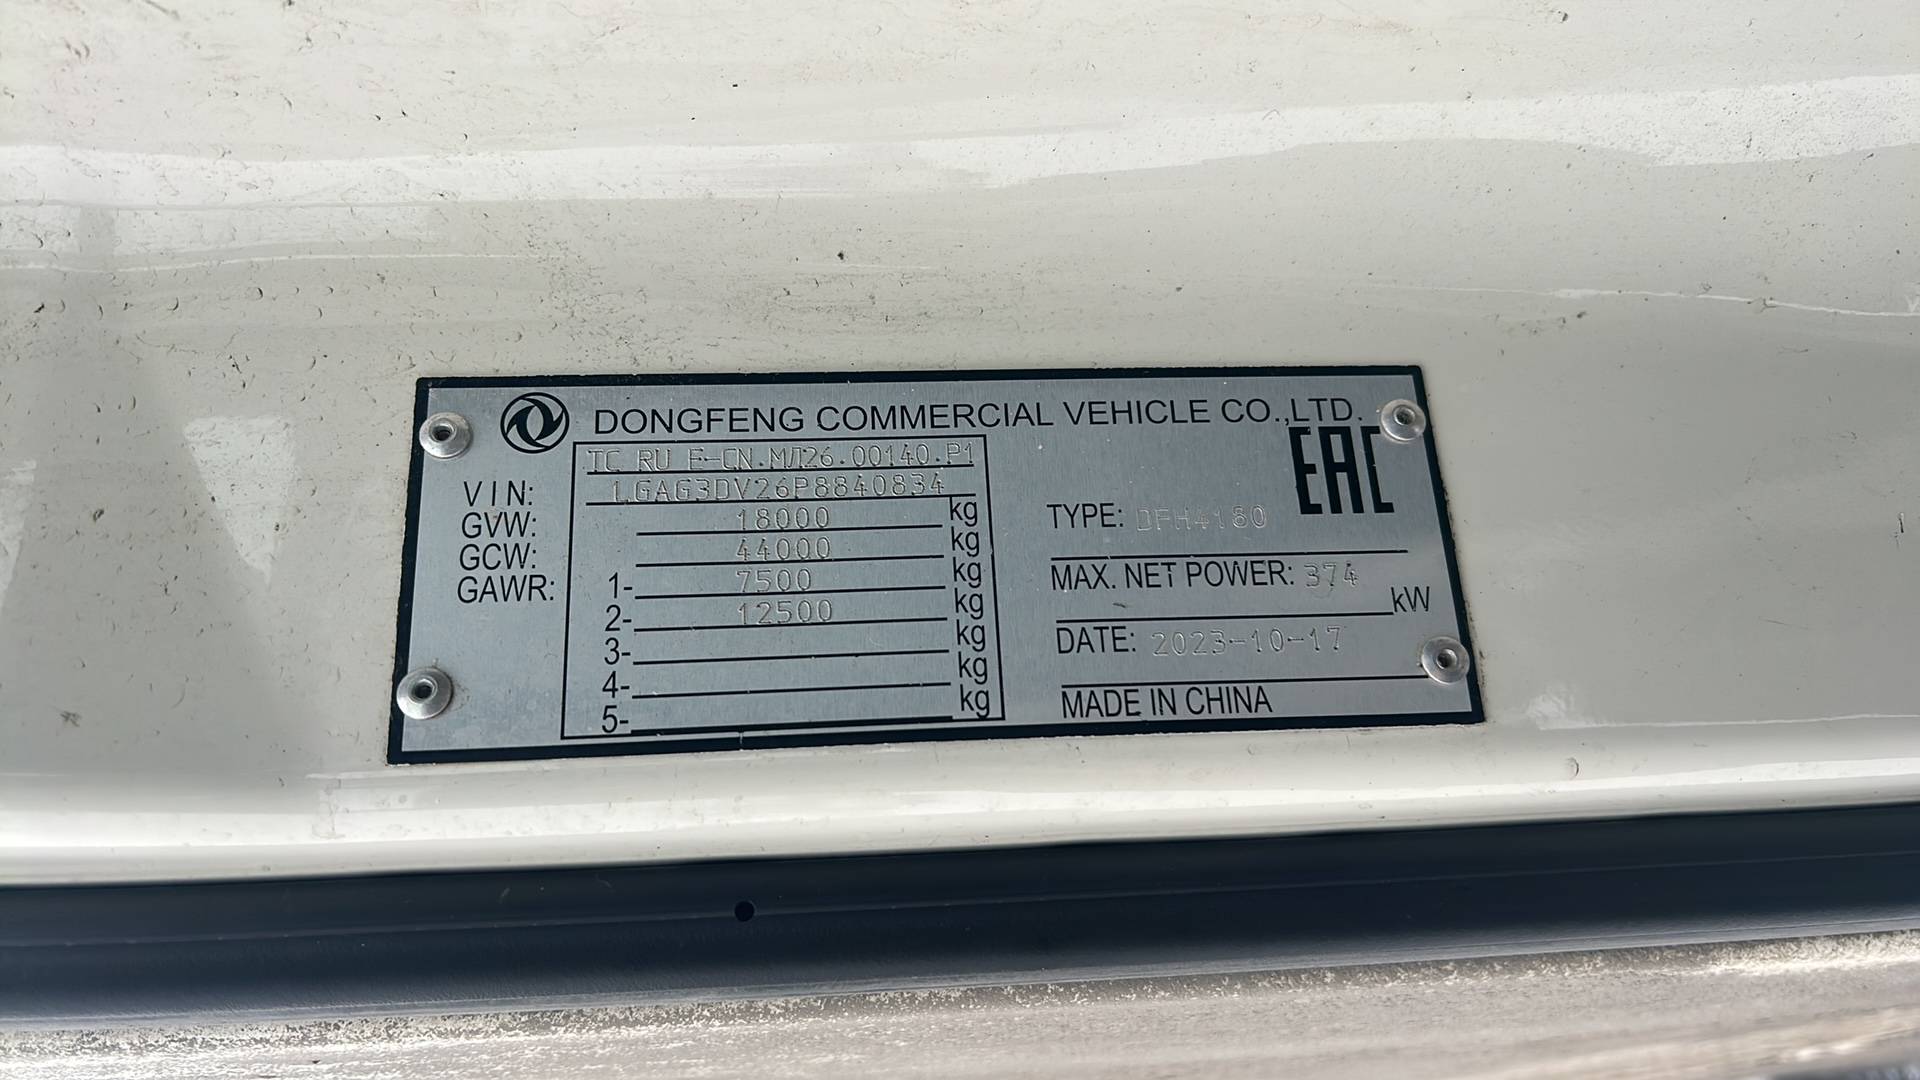 DONGFENG COMMERCIAL VEHICLE CO.,LTD.
TC RU E-CN.МЛ26.00140.P1
VIN: LGAG3DV26P8840834
GVW: 18000 kg
GCW: 44000 kg
GAWR: 1- 7500 kg
2- 12500 kg
3- kg
4- kg
5- kg
EAC
TYPE: DFH4180
MAX. NET POWER: 374 kW
DATE: 2023-10-17
MADE IN CHINA